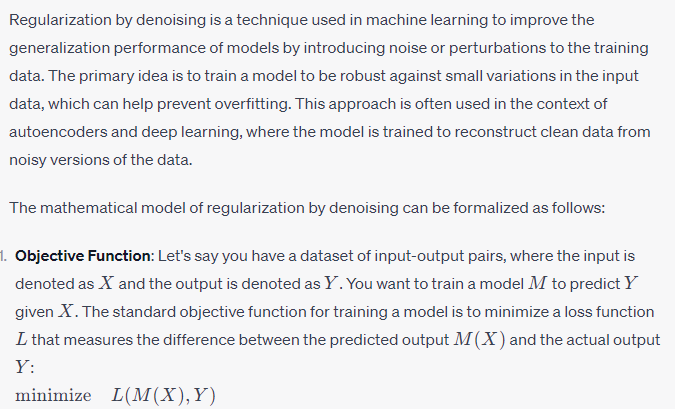 Regularization by denoising is a technique used in machine learning to improve the
generalization performance of models by introducing noise or perturbations to the training
data. The primary idea is to train a model to be robust against small variations in the input
data, which can help prevent overfitting. This approach is often used in the context of
autoencoders and deep learning, where the model is trained to reconstruct clean data from
noisy versions of the data.
The mathematical model of regularization by denoising can be formalized as follows:
1. Objective Function: Let's say you have a dataset of input-output pairs, where the input is
denoted as X and the output is denoted as Y. You want to train a model M to predict Y
given X. The standard objective function for training a model is to minimize a loss function
L that measures the difference between the predicted output M(X) and the actual output
Y:
minimize L(M(X), Y)